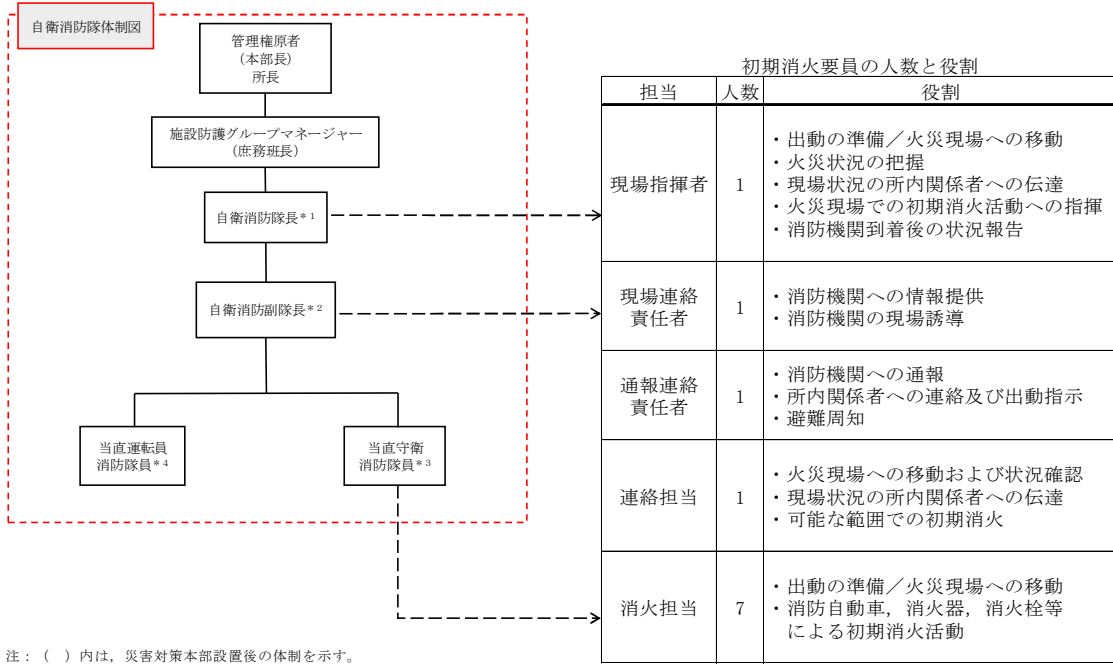 自衛消防隊体制図
管理権原者
(本部長)
所長
施設防護グループマネージャー
(庶務班長)
自衛消防隊長*1
自衛消防副隊長*2
当直運転員
消防隊員*4
当直守衛
消防隊員*3
注:( )内は,災害対策本部設置後の体制を示す。
初期消火要員の人数と役割
担当 人数 役割
現場指揮者 1
・出動の準備/火災現場への移動
・火災状況の把握
・現場状況の所内関係者への伝達
・火災現場での初期消火活動への指揮
・消防機関到着後の状況報告
現場連絡
責任者
1
・消防機関への情報提供
・消防機関の現場誘導
通報連絡
責任者
1
・消防機関への通報
・所内関係者への連絡及び出動指示
・避難周知
連絡担当 1
・火災現場への移動および状況確認
・現場状況の所内関係者への伝達
・可能な範囲での初期消火
消火担当 7
・出動の準備/火災現場への移動
・消防自動車,消火器,消火栓等
による初期消火活動